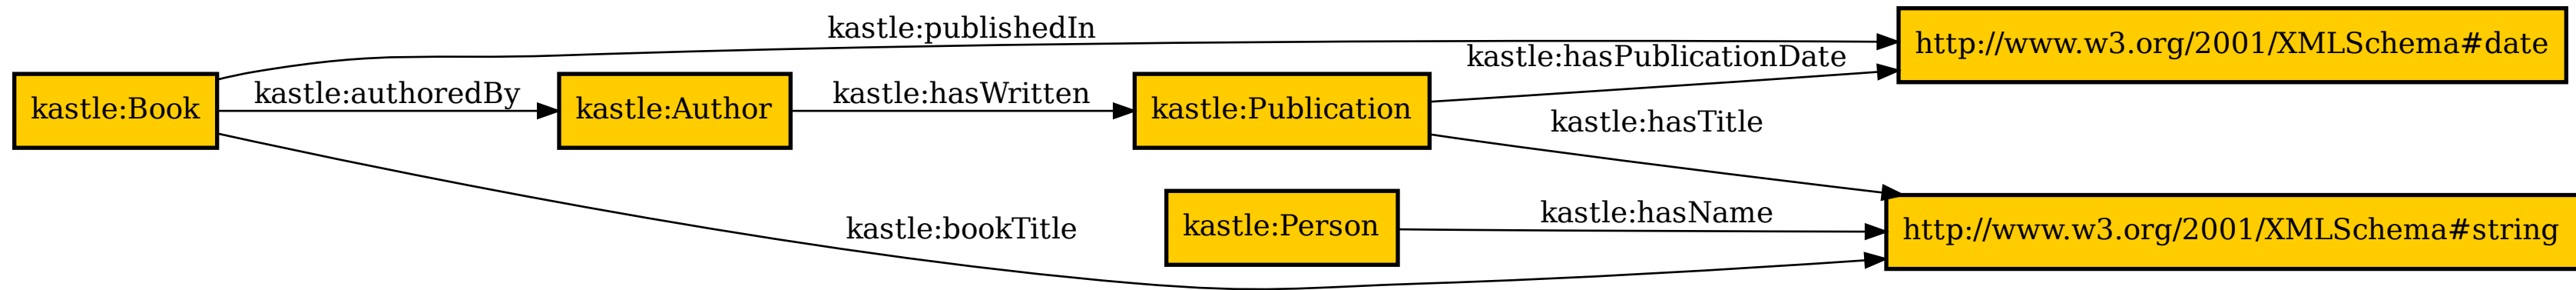 kastle:publishedIn
http://www.w3.org/2001/XMLSchema#date
kastle:hasPublicationDate
kastle:Book
kastle:authoredBy
kastle:Author
kastle:hasWritten
kastle:Publication
kastle:hasTitle
kastle:bookTitle
kastle:Person
kastle:hasName
http://www.w3.org/2001/XMLSchema#string